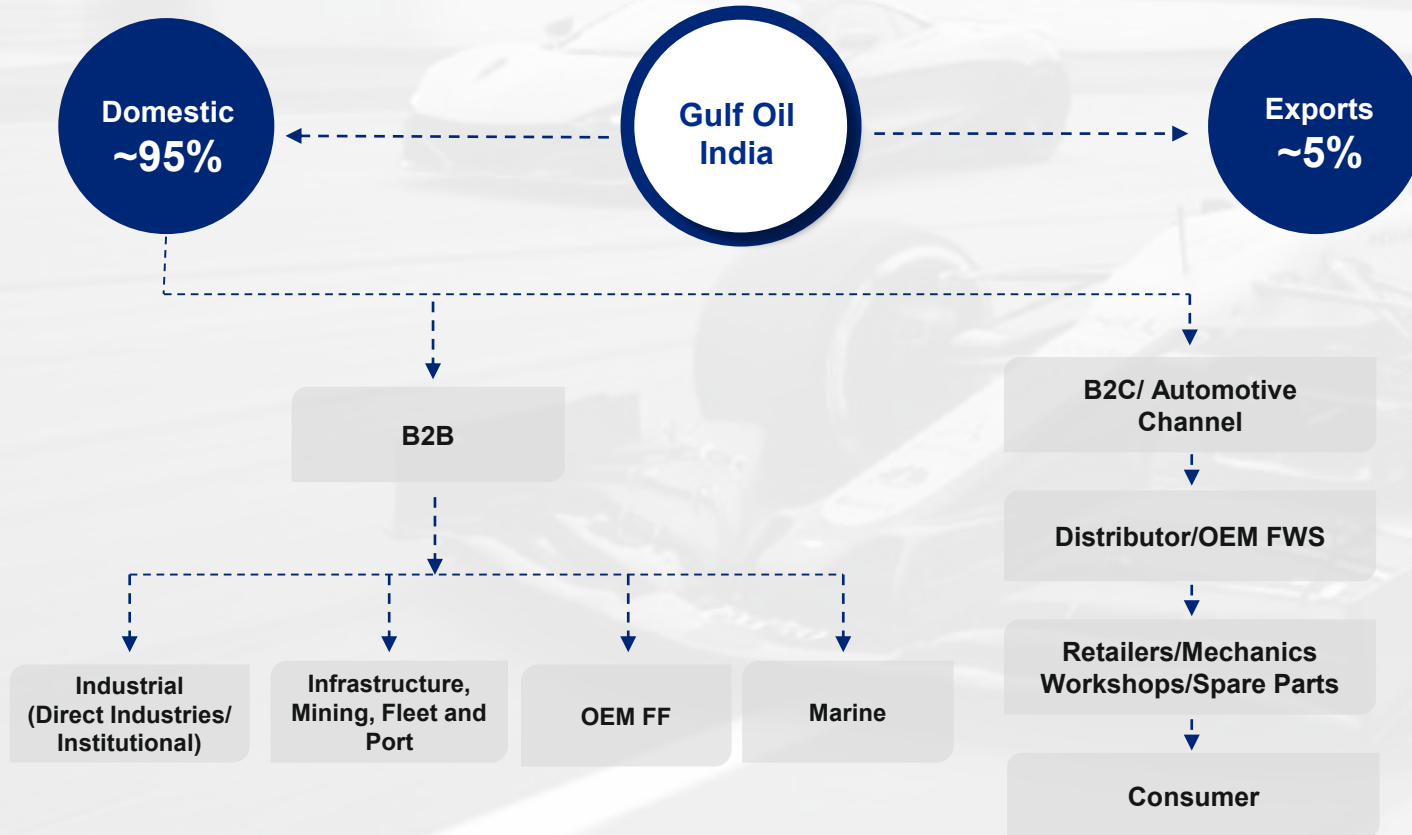 Domestic
~95%
Gulf Oil
India
Exports
~5%
B2B
B2C/ Automotive
Channel
Distributor/OEM FWS
Retailers/Mechanics
Workshops/Spare Parts
Consumer
Industrial
(Direct Industries/
Institutional)
Infrastructure,
Mining, Fleet and
Port
OEM FF
Marine